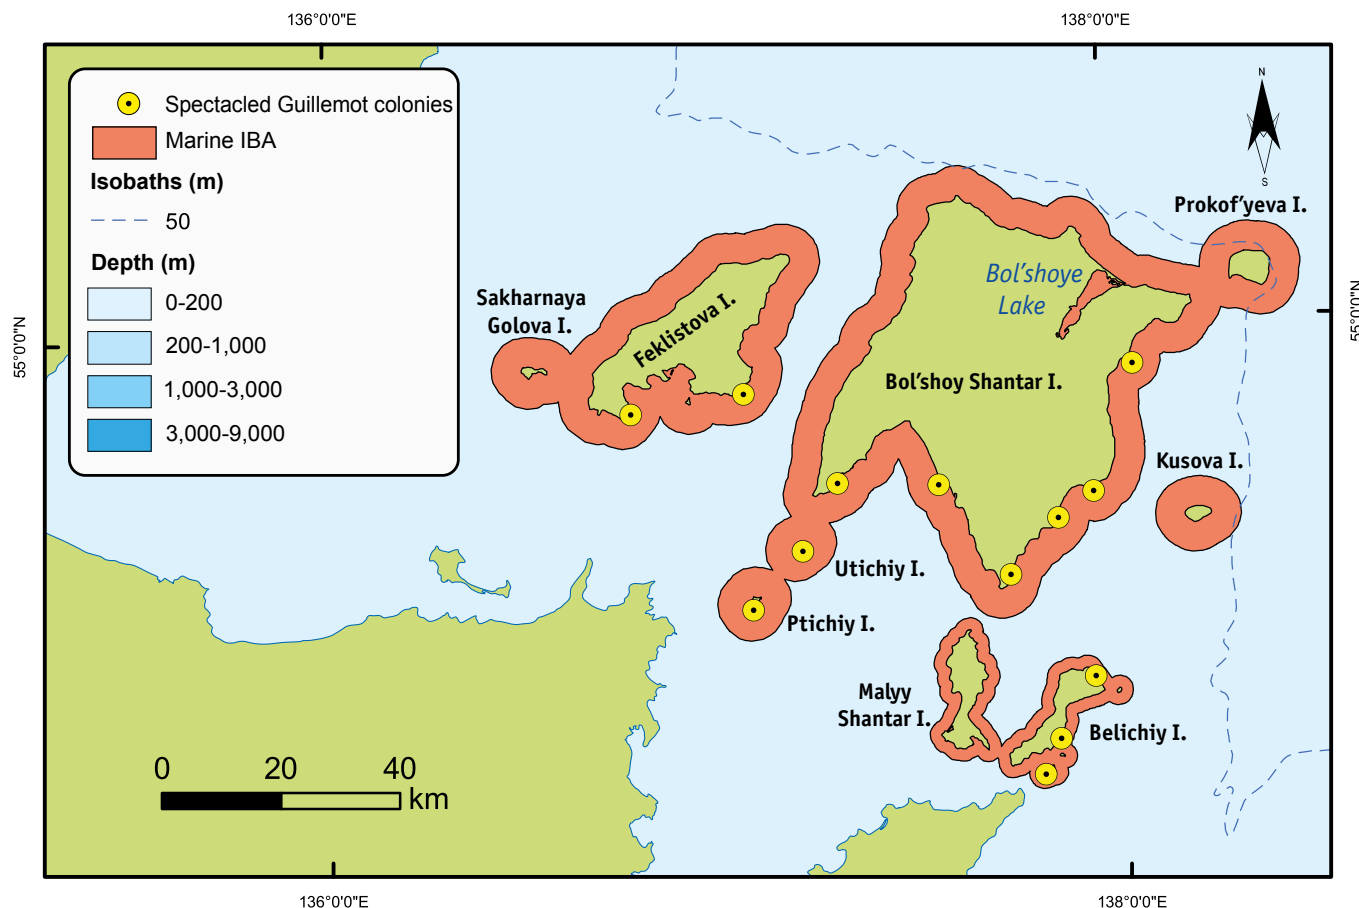 136°0'0"E
138°0'0"E
Spectacled Guillemot colonies
Marine IBA
Isobaths (m)
50
Depth (m)
0-200
200-1,000
1,000-3,000
3,000-9,000
N
S
Prokof'yeva I.
Bol'shoye
Lake
Sakharnaya
Golova I.
Feklistova I.
55°0'0"N
55°0'0"N
Bol'shoy Shantar I.
Kusova I.
Utichiy I.
Ptichiy I.
Malyy
Shantar I.
Belichiy I.
0 20 40
km
136°0'0"E
138°0'0"E